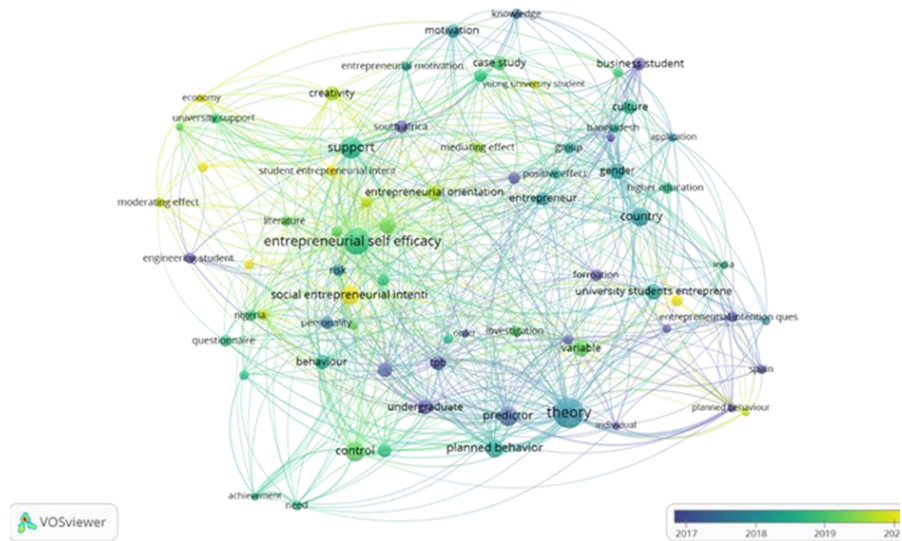 knowledge
motivation
entrepreneurial motivation
case study
business student
young university student
economy
creativity
culture
university support
south africa
bangladesh
application
support
mediating effect
group
student entrepreneurial intent
positive effect
gender
higher education
entrepreneurial orientation
entrepreneur
moderating effect
country
literature
entrepreneurial self efficacy
engineering student
india
risk
formation
social entrepreneurial intenti
university students entreprene
nigeria
personality
entrepreneurial intention ques
order
investigation
questionnaire
variable
behaviour
tpb
spain
undergraduate
predictor
theory
planned behaviour
individual
control
planned behavior
achievement
need
VOSviewer
2017
2018
2019